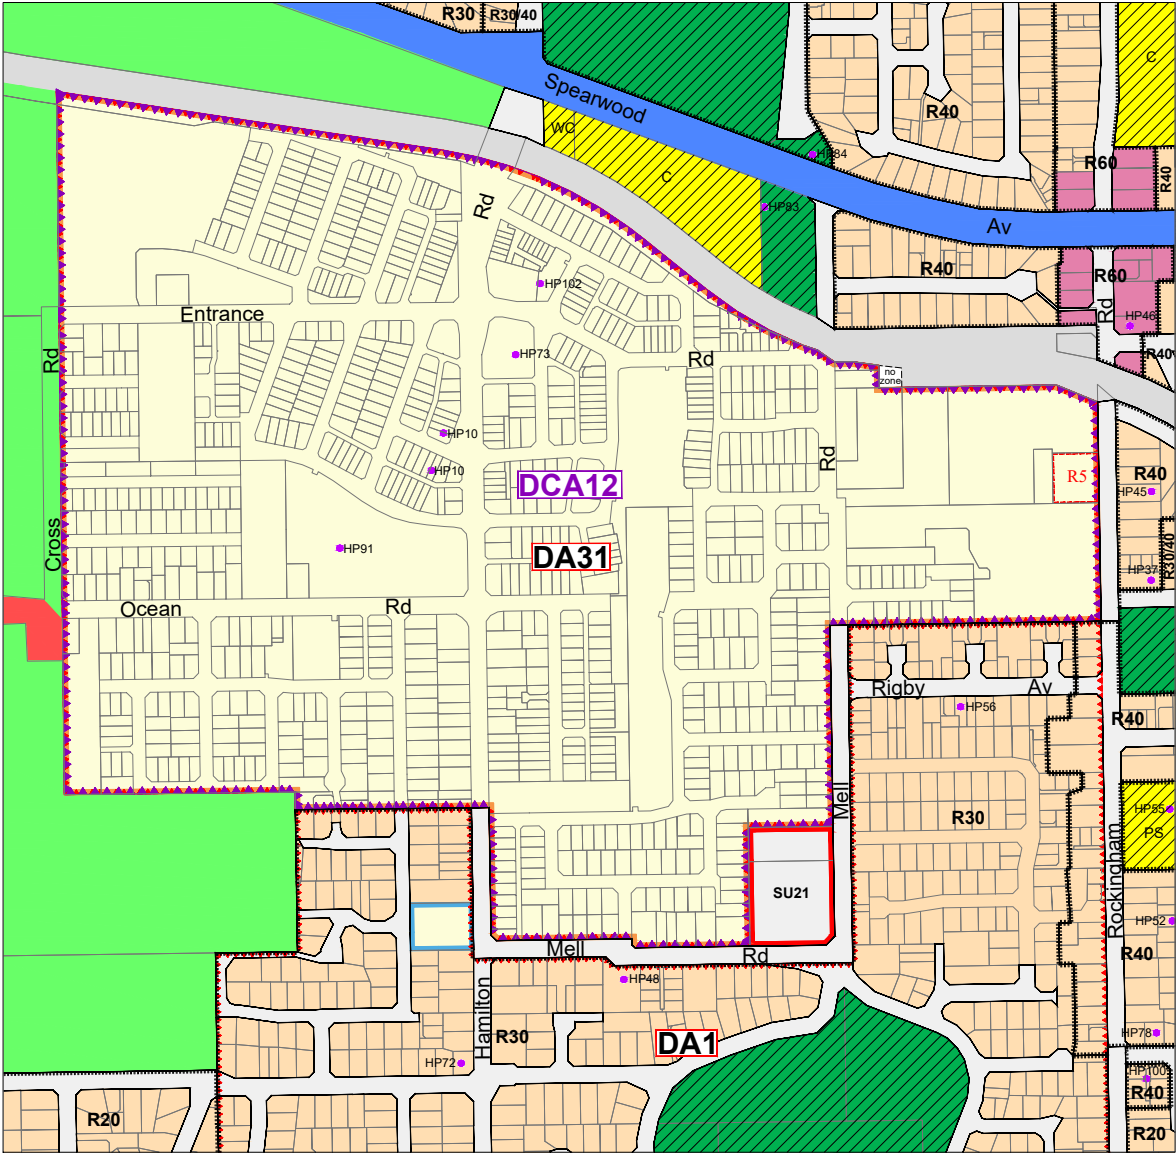 R30
R30/40
Spearwood
C
R40
WC
HP84
R60
R40
C
HP83
Rd
Av
R40
R60
HP102
Rd
HP46
Entrance
HP73
Rd
Rd
R40
no
zone
HP10
Rd
HP10
R5
R40
HP45
DCA12
Cross
HP91
DA31
R30/40
HP37
Ocean
Rd
Rigby
Av
HP56
R40
Mell
R30
HP55
PS
Rockingham
SU21
HP52
Mell
Rd
R40
HP48
Hamilton
R30
DA1
HP78
HP72
HP100
R40
R20
R20